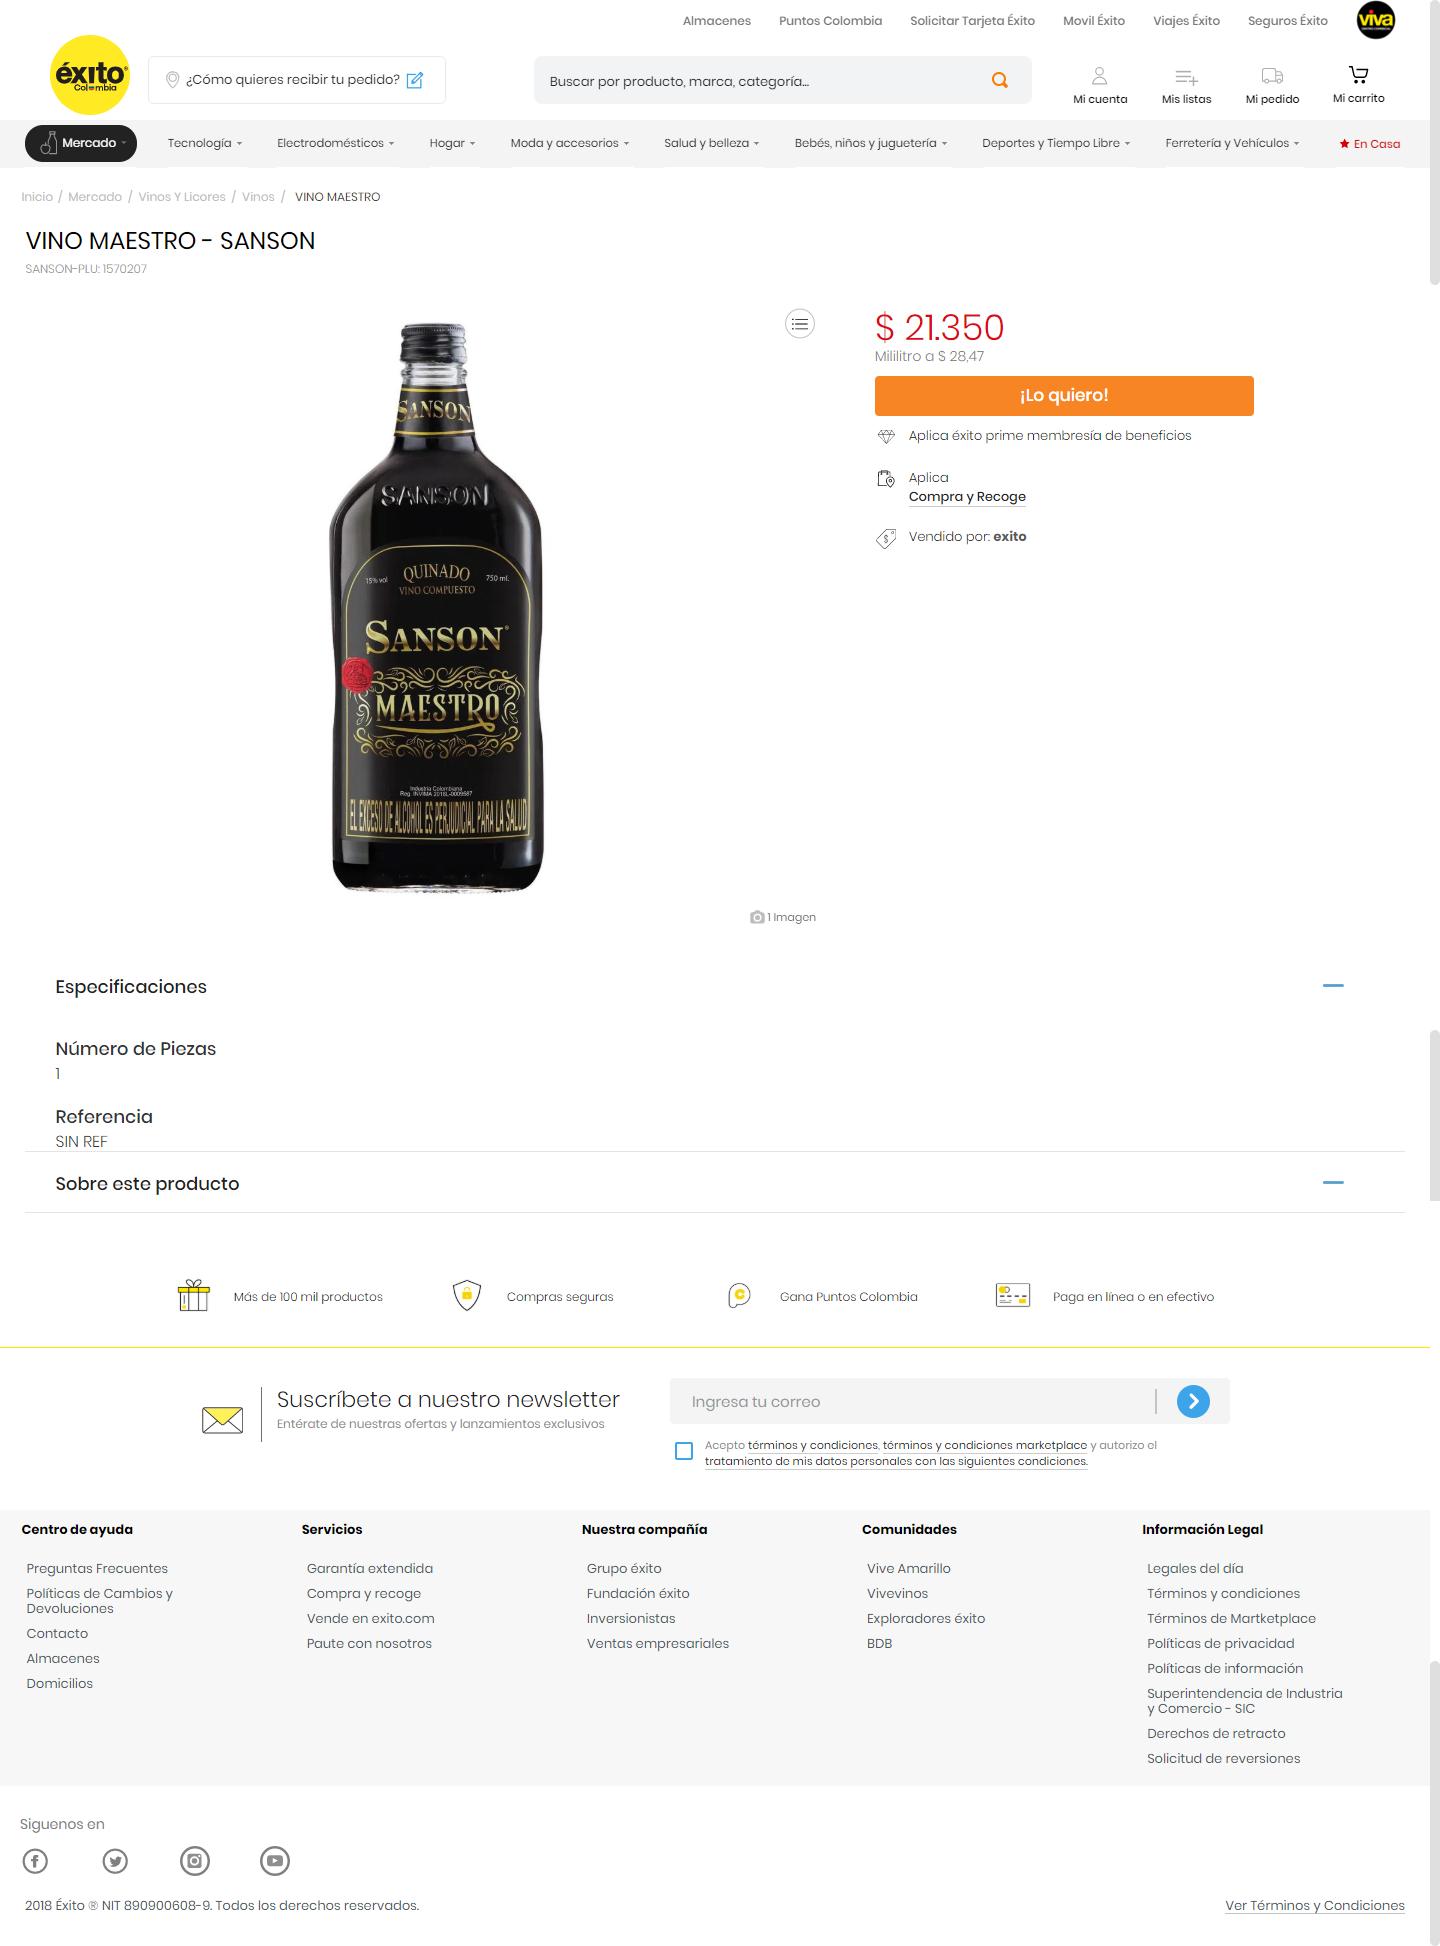 Almacenes Puntos Colombia Solicitar Tarjeta Éxito Movil Éxito Viajes Éxito Seguros Éxito viva
éxito
Colombia
¿Cómo quieres recibir tu pedido?
Buscar por producto, marca, categoría...
Mi cuenta Mis listas Mi pedido Mi carrito
Mercado Tecnología Electrodomésticos Hogar Moda y accesorios Salud y belleza Bebés, niños y juguetería Deportes y Tiempo Libre Ferretería y Vehículos En Casa
Inicio / Mercado / Vinos Y Licores / Vinos / VINO MAESTRO
VINO MAESTRO - SANSON
SANSON-PLU: 1570207
SANSON
SANSON
15% vol QUINADO 750 ml.
VINO COMPUESTO
SANSON
MAESTRO
Industria Colombiana
Reg. INVIMA 2018L-0009587
EL EXCESO DE ALCOHOL ES PERJUDICIAL PARA LA SALUD
1 Imagen
$ 21.350
Mililitro a $ 28,47
¡Lo quiero!
Aplica éxito prime membresía de beneficios
Aplica
Compra y Recoge
Vendido por: exito
Especificaciones
Número de Piezas
1
Referencia
SIN REF
Sobre este producto
Más de 100 mil productos Compras seguras Gana Puntos Colombia Paga en línea o en efectivo
Suscríbete a nuestro newsletter
Entérate de nuestras ofertas y lanzamientos exclusivos
Ingresa tu correo
Acepto términos y condiciones, términos y condiciones marketplace y autorizo el
tratamiento de mis datos personales con las siguientes condiciones.
Centro de ayuda
Preguntas Frecuentes
Políticas de Cambios y
Devoluciones
Contacto
Almacenes
Domicilios
Servicios
Garantía extendida
Compra y recoge
Vende en exito.com
Paute con nosotros
Nuestra compañía
Grupo éxito
Fundación éxito
Inversionistas
Ventas empresariales
Comunidades
Vive Amarillo
Vivevinos
Exploradores éxito
BDB
Información Legal
Legales del día
Términos y condiciones
Términos de Martketplace
Políticas de privacidad
Políticas de información
Superintendencia de Industria
y Comercio - SIC
Derechos de retracto
Solicitud de reversiones
Siguenos en
2018 Éxito ® NIT 890900608-9. Todos los derechos reservados.
Ver Términos y Condiciones